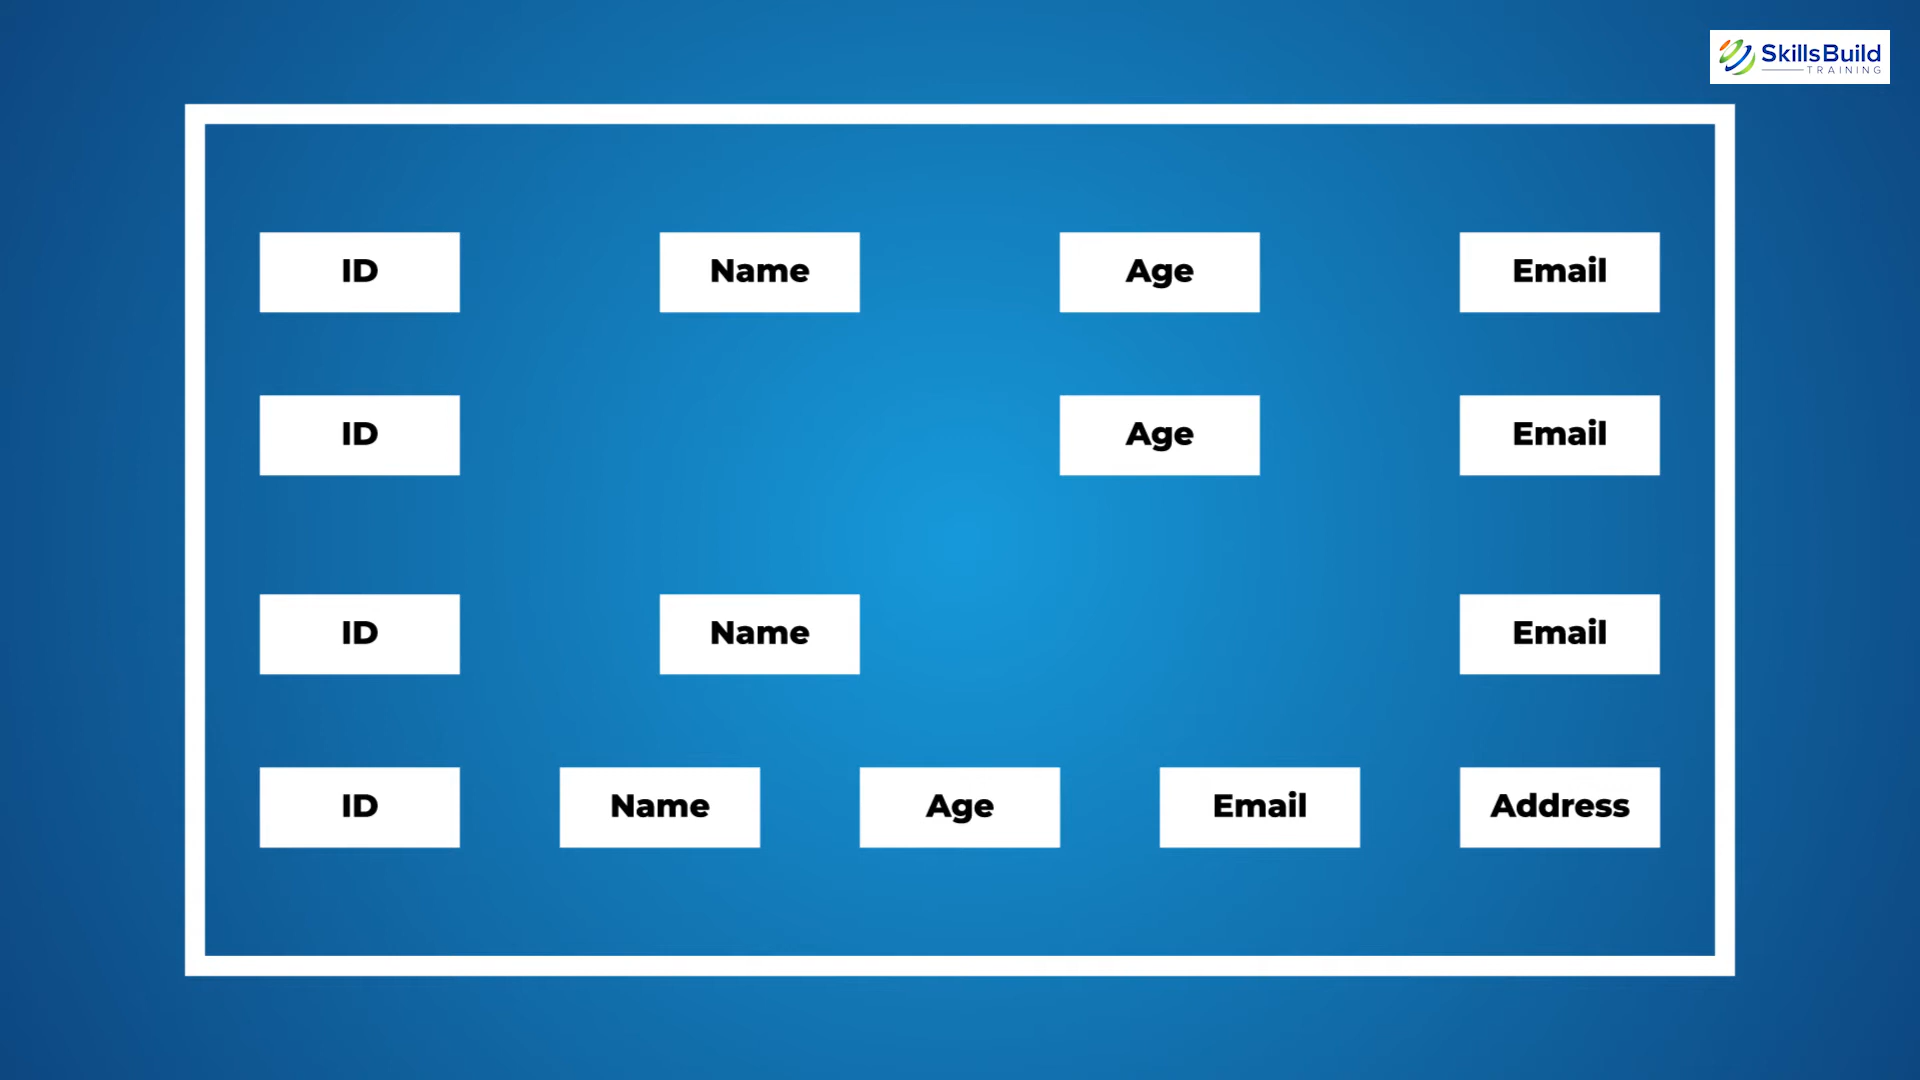 SkillsBuild
TRAINING
ID Name Age Email
ID Age Email
ID Name Email
ID Name Age Email Address